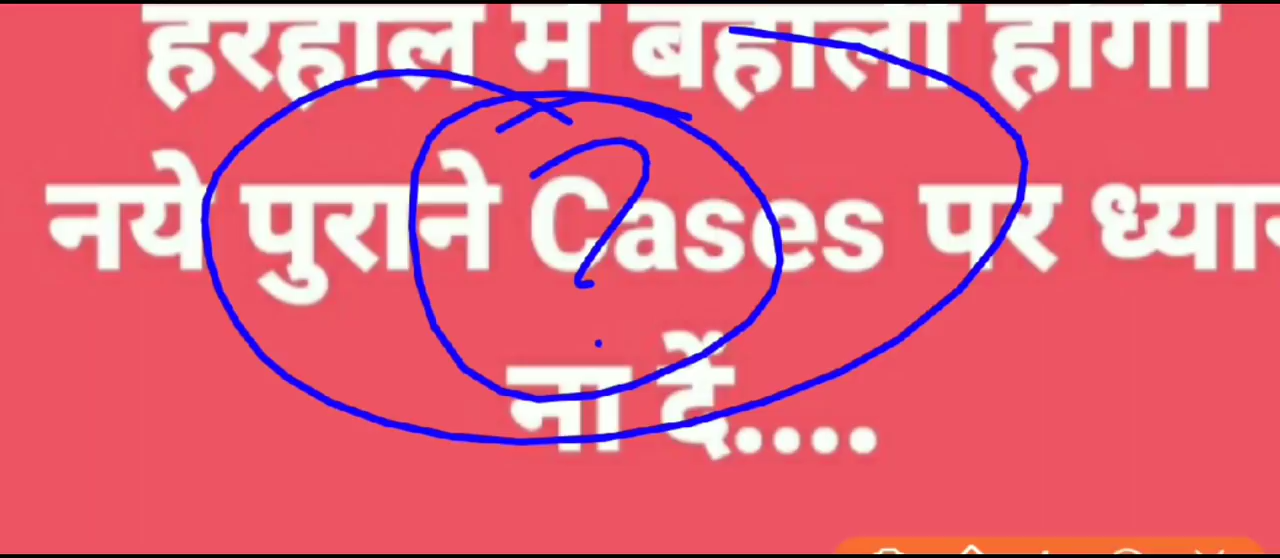 हरहाल में बहाली होगी
नये पुराने Cases पर ध्यान
ना दें....
?